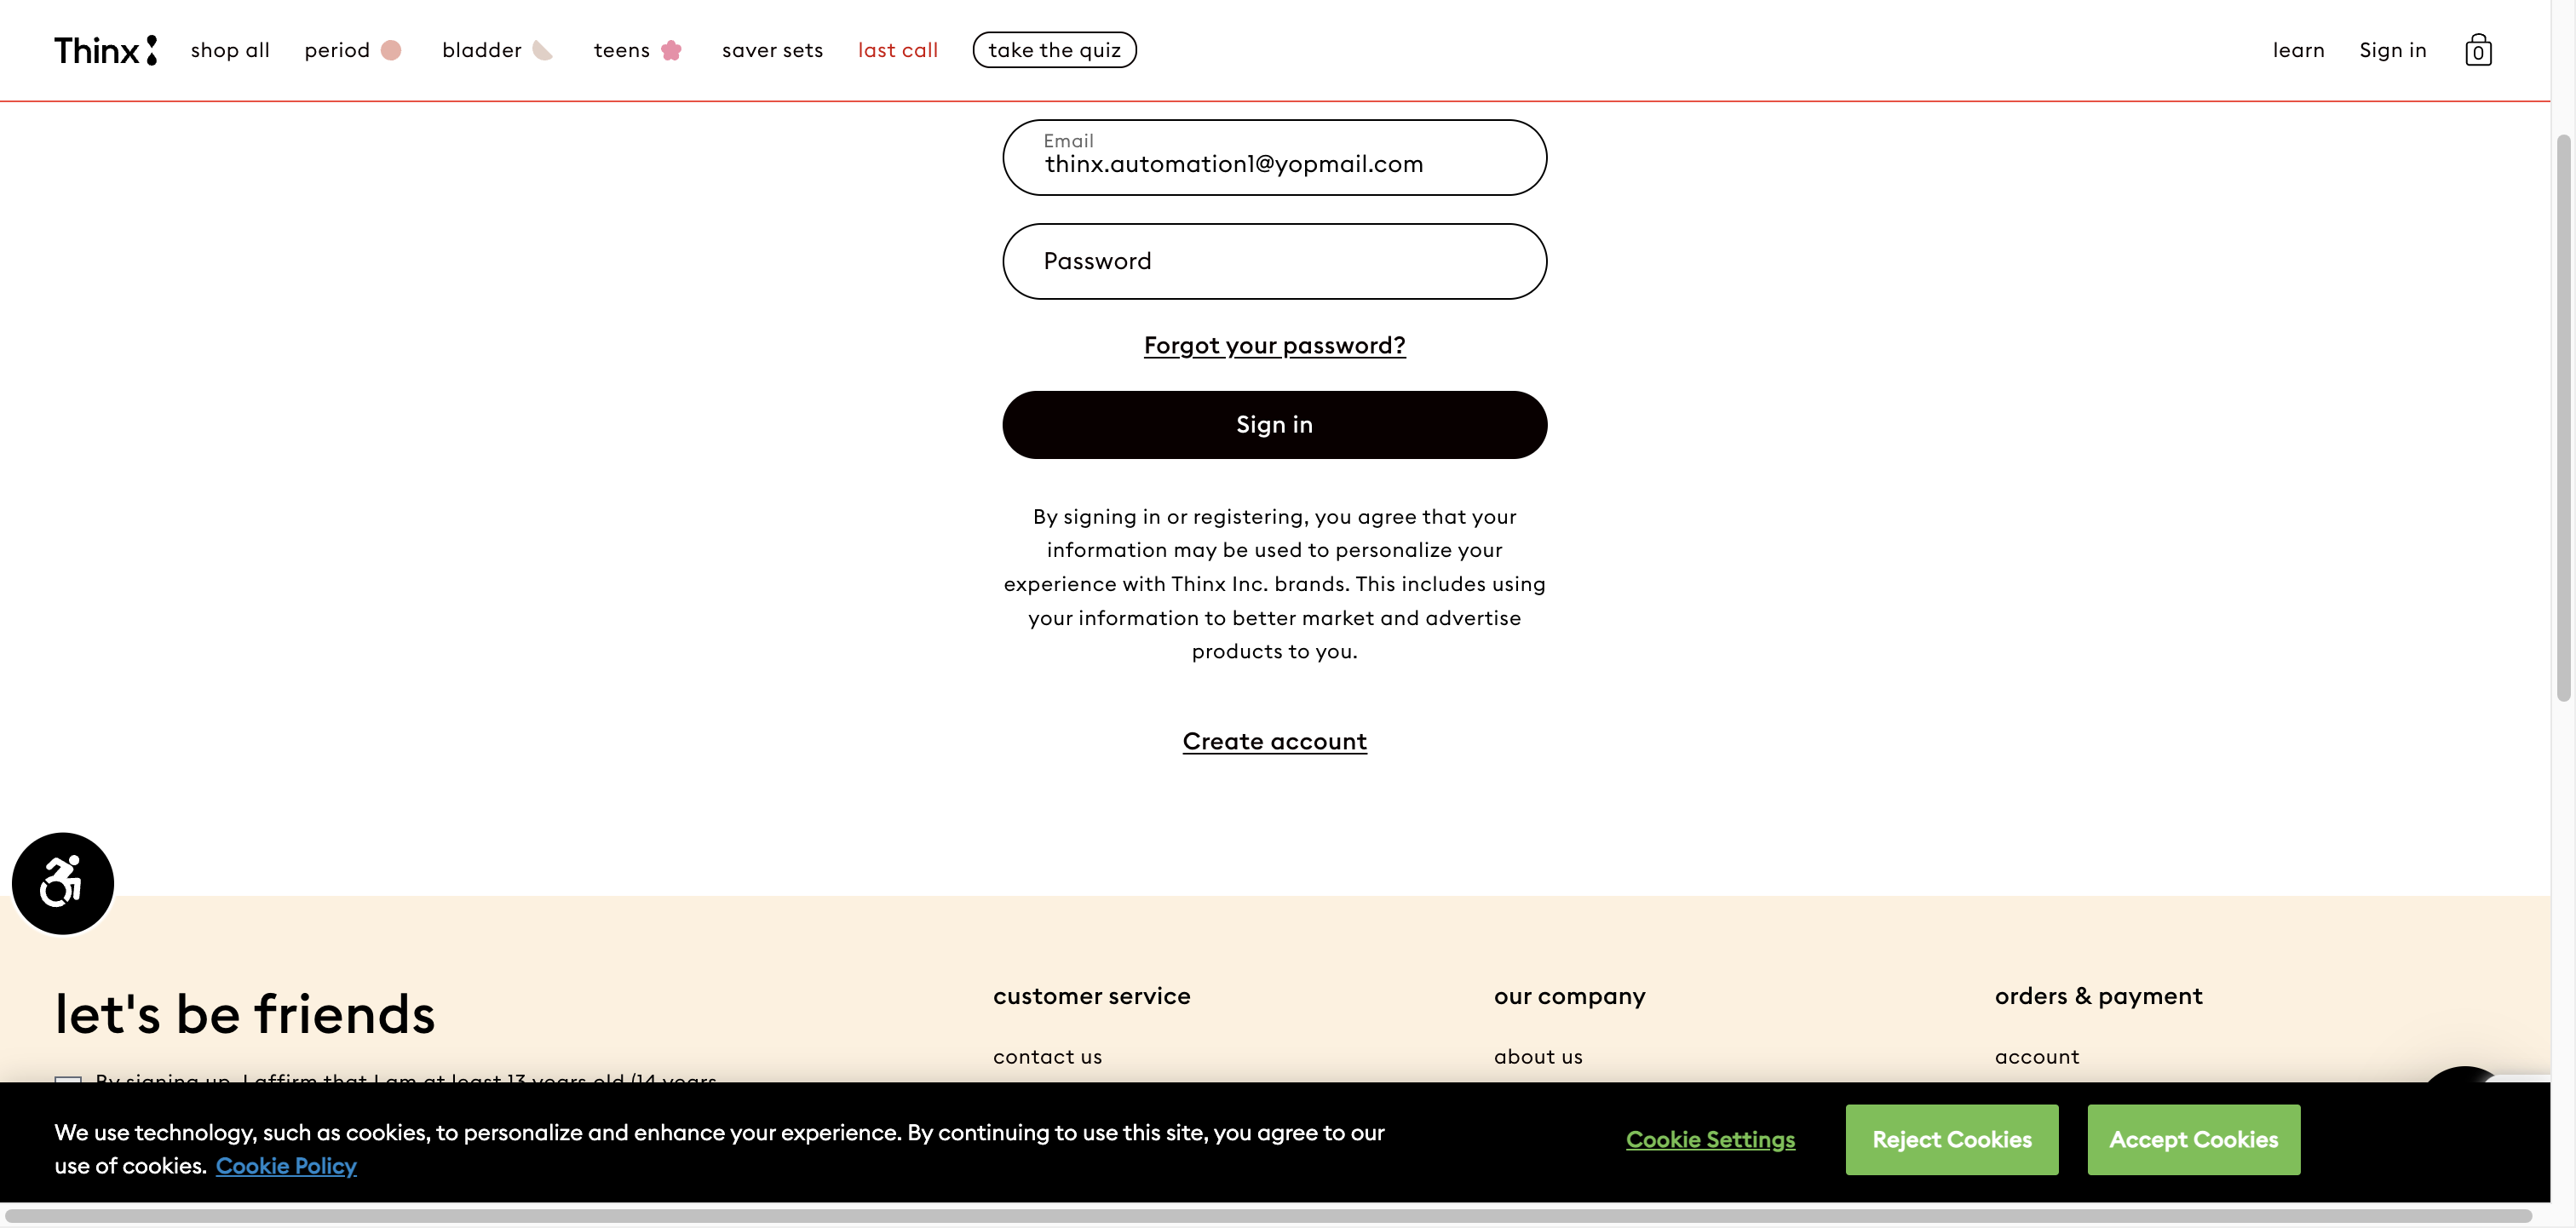 Thinx shop all period bladder teens saver sets last call take the quiz learn Sign in 0
Email
thinx.automation1@yopmail.com
Password
Forgot your password?
Sign in
By signing in or registering, you agree that your
information may be used to personalize your
experience with Thinx Inc. brands. This includes using
your information to better market and advertise
products to you.
Create account
let's be friends
By signing up, I affirm that I am at least 13 years old (14 years
customer service
contact us
our company
about us
orders & payment
account
We use technology, such as cookies, to personalize and enhance your experience. By continuing to use this site, you agree to our
use of cookies. Cookie Policy
Cookie Settings
Reject Cookies
Accept Cookies